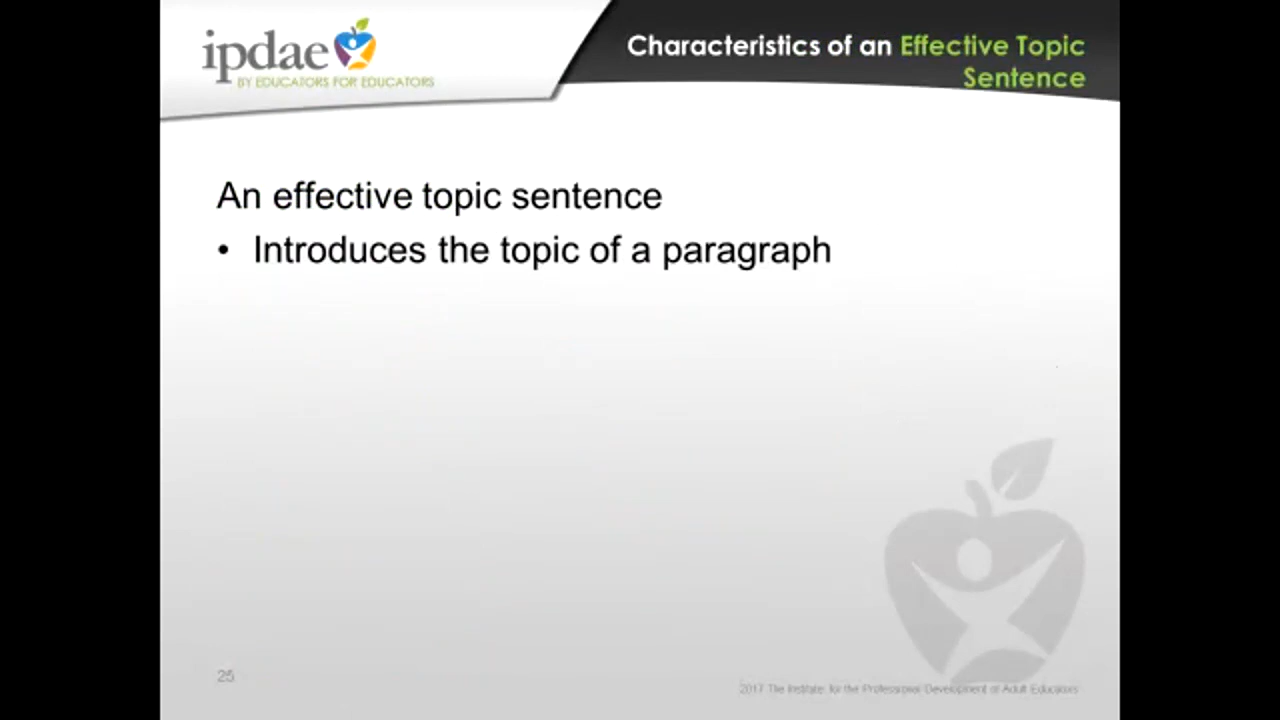 ipdae
BY EDUCATORS FOR EDUCATORS
Characteristics of an Effective Topic
Sentence
An effective topic sentence
• Introduces the topic of a paragraph
25
2017 The Institute for the Professional Development of Adult Educators